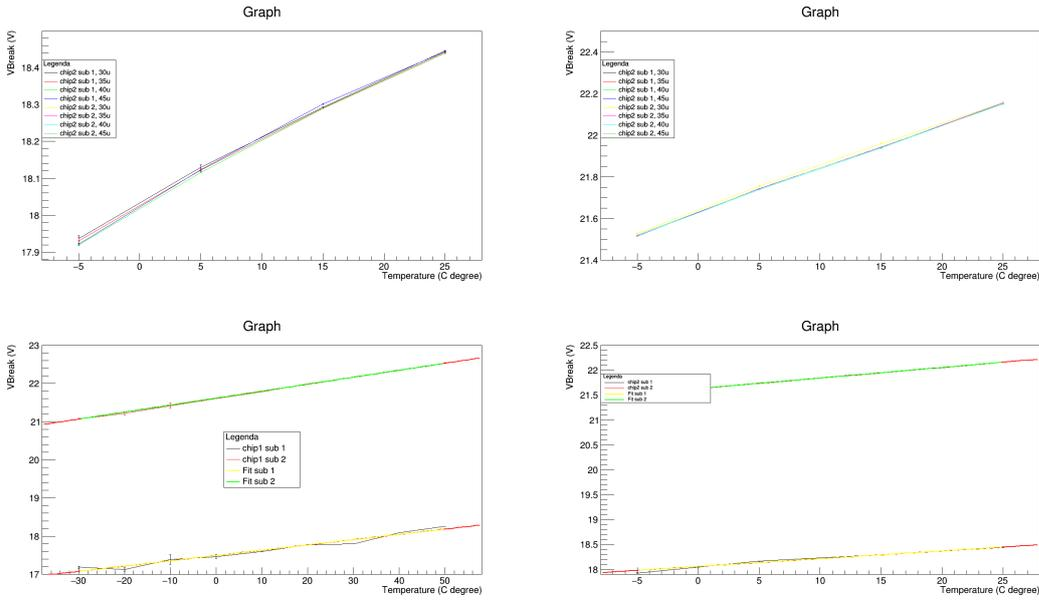 Graph
VBreak (V)
18.4
18.3
18.2
18.1
18
17.9
Legenda
chip2 sub 1, 30u
chip2 sub 1, 35u
chip2 sub 1, 40u
chip2 sub 1, 45u
chip2 sub 2, 30u
chip2 sub 2, 35u
chip2 sub 2, 40u
chip2 sub 2, 45u
−5 0 5 10 15 20 25
Temperature (C degree)
Graph
VBreak (V)
22.4
22.2
22
21.8
21.6
21.4
Legenda
chip2 sub 1, 30u
chip2 sub 1, 35u
chip2 sub 1, 40u
chip2 sub 1, 45u
chip2 sub 2, 30u
chip2 sub 2, 35u
chip2 sub 2, 40u
chip2 sub 2, 45u
−5 0 5 10 15 20 25
Temperature (C degree)
Graph
VBreak (V)
23
22
21
20
19
18
17
Legenda
chip1 sub 1
chip1 sub 2
Fit sub 1
Fit sub 2
−30 −20 −10 0 10 20 30 40 50
Temperature (C degree)
Graph
VBreak (V)
22.5
22
21.5
21
20.5
20
19.5
19
18.5
18
Legenda
chip2 sub 1
chip2 sub 2
Fit sub 1
Fit sub 2
−5 0 5 10 15 20 25
Temperature (C degree)